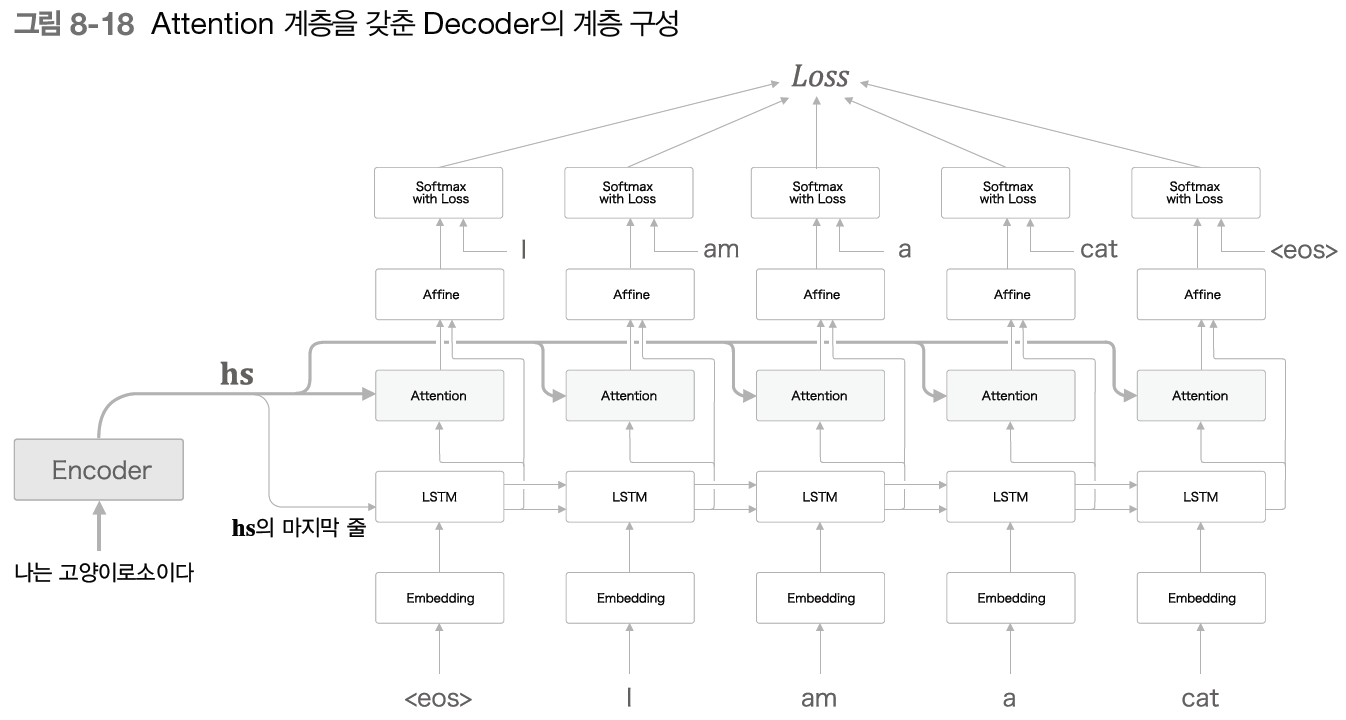 그림 8-18 Attention 계층을 갖춘 Decoder의 계층 구성
Loss
Softmax with Loss
Softmax with Loss
Softmax with Loss
Softmax with Loss
Softmax with Loss
I
am
a
cat
<eos>
Affine
Affine
Affine
Affine
Affine
hs
Attention
Attention
Attention
Attention
Attention
Encoder
LSTM
LSTM
LSTM
LSTM
LSTM
hs의 마지막 줄
나는 고양이로소이다
Embedding
Embedding
Embedding
Embedding
Embedding
<eos>
I
am
a
cat